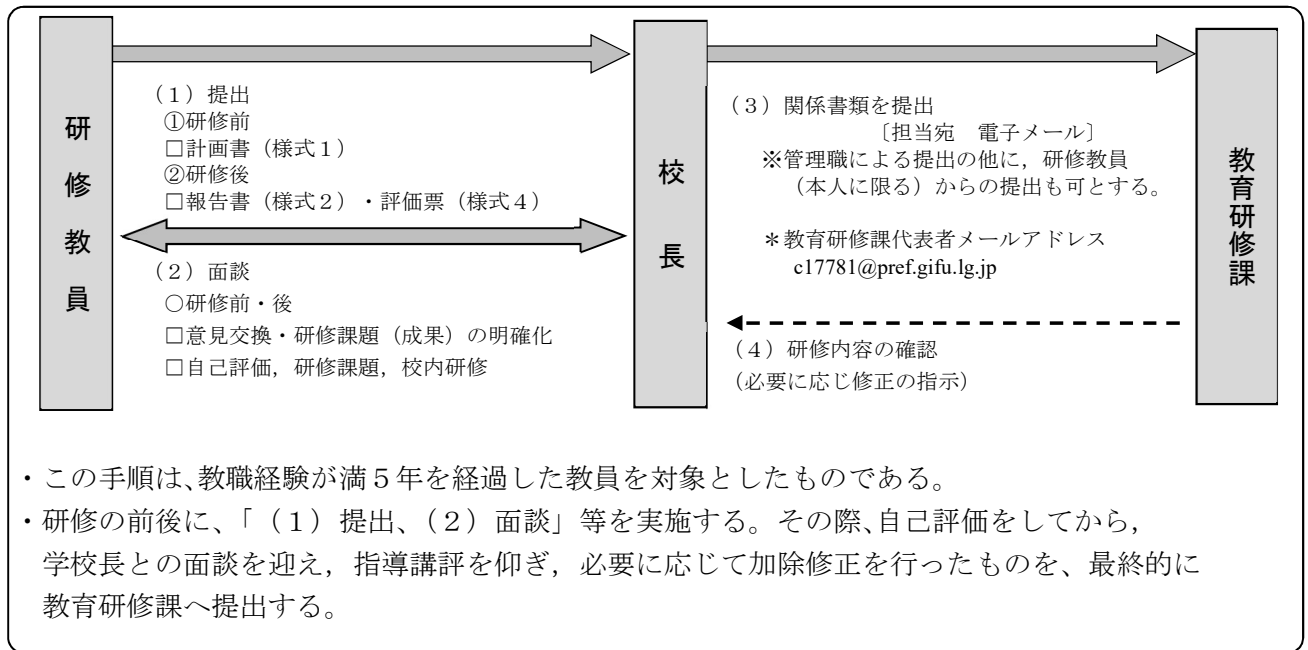 研修教員
（１）提出
①研修前
□計画書（様式１）
②研修後
□報告書（様式２）・評価票（様式４）
（２）面談
○研修前・後
□意見交換・研修課題（成果）の明確化
□自己評価，研修課題，校内研修
校長
（３）関係書類を提出
〔担当宛　電子メール〕
※管理職による提出の他に，研修教員
（本人に限る）からの提出も可とする。
＊教育研修課代表者メールアドレス
c17781@pref.gifu.lg.jp
（４）研修内容の確認
（必要に応じ修正の指示）
教育研修課
・この手順は、教職経験が満５年を経過した教員を対象としたものである。
・研修の前後に、「（１）提出、（２）面談」等を実施する。その際、自己評価をしてから，
学校長との面談を迎え，指導講評を仰ぎ，必要に応じて加除修正を行ったものを、最終的に
教育研修課へ提出する。